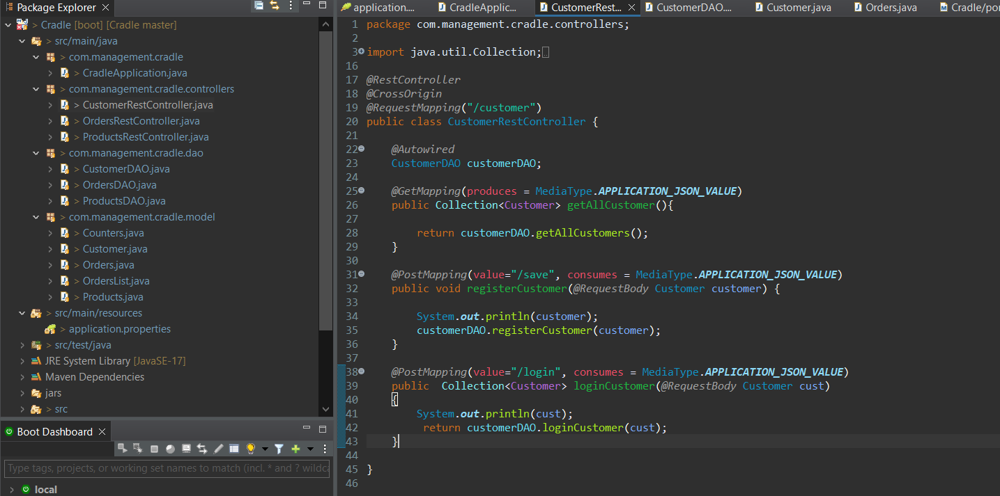 Package Explorer
> Cradle [boot] [Cradle master]
> src/main/java
> com.management.cradle
> CradleApplication.java
> com.management.cradle.controllers
> CustomerRestController.java
> OrdersRestController.java
> ProductsRestController.java
> com.management.cradle.dao
> CustomerDAO.java
> OrdersDAO.java
> ProductsDAO.java
> com.management.cradle.model
> Counters.java
> Customer.java
> Orders.java
> OrdersList.java
> Products.java
> src/main/resources
> application.properties
> src/test/java
JRE System Library [JavaSE-17]
Maven Dependencies
jars
> src
Boot Dashboard
Type tags, projects, or working set names to match (incl. * and ? wildca
local
application.... CradleApplic... CustomerRest... CustomerDAO.... Customer.java Orders.java Cradle/po
1 package com.management.cradle.controllers;
2
3 import java.util.Collection;
16
17 @RestController
18 @CrossOrigin
19 @RequestMapping("/customer")
20 public class CustomerRestController {
21
22 @Autowired
23 CustomerDAO customerDAO;
24
25 @GetMapping(produces = MediaType.APPLICATION_JSON_VALUE)
26 public Collection<Customer> getAllCustomer(){
27
28 return customerDAO.getAllCustomers();
29 }
30
31 @PostMapping(value="/save", consumes = MediaType.APPLICATION_JSON_VALUE)
32 public void registerCustomer(@RequestBody Customer customer) {
33
34 System.out.println(customer);
35 customerDAO.registerCustomer(customer);
36 }
37
38 @PostMapping(value="/login", consumes = MediaType.APPLICATION_JSON_VALUE)
39 public  Collection<Customer> loginCustomer(@RequestBody Customer cust)
40 {
41 System.out.println(cust);
42 return customerDAO.loginCustomer(cust);
43 }
44
45 }
46